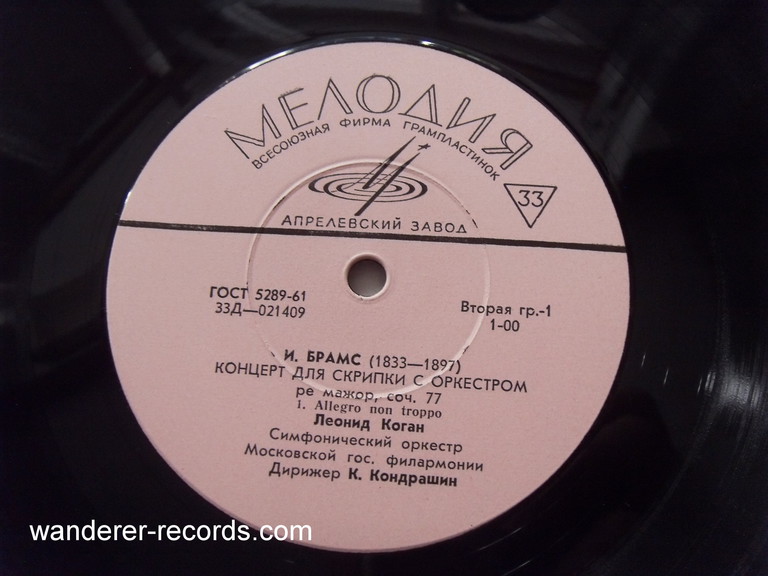 МЕЛОДИЯ
ВСЕСОЮЗНАЯ ФИРМА ГРАМПЛАСТИНОК
33
АПРЕЛЕВСКИЙ ЗАВОД
ГОСТ 5289-61
33Д—021409
Вторая гр.-1
1-00
И. БРАМС (1833—1897)
КОНЦЕРТ ДЛЯ СКРИПКИ С ОРКЕСТРОМ
ре мажор, соч. 77
1. Allegro non troppo
Леонид Коган
Симфонический оркестр
Московской гос. филармонии
Дирижер К. Кондрашин
wanderer-records.com